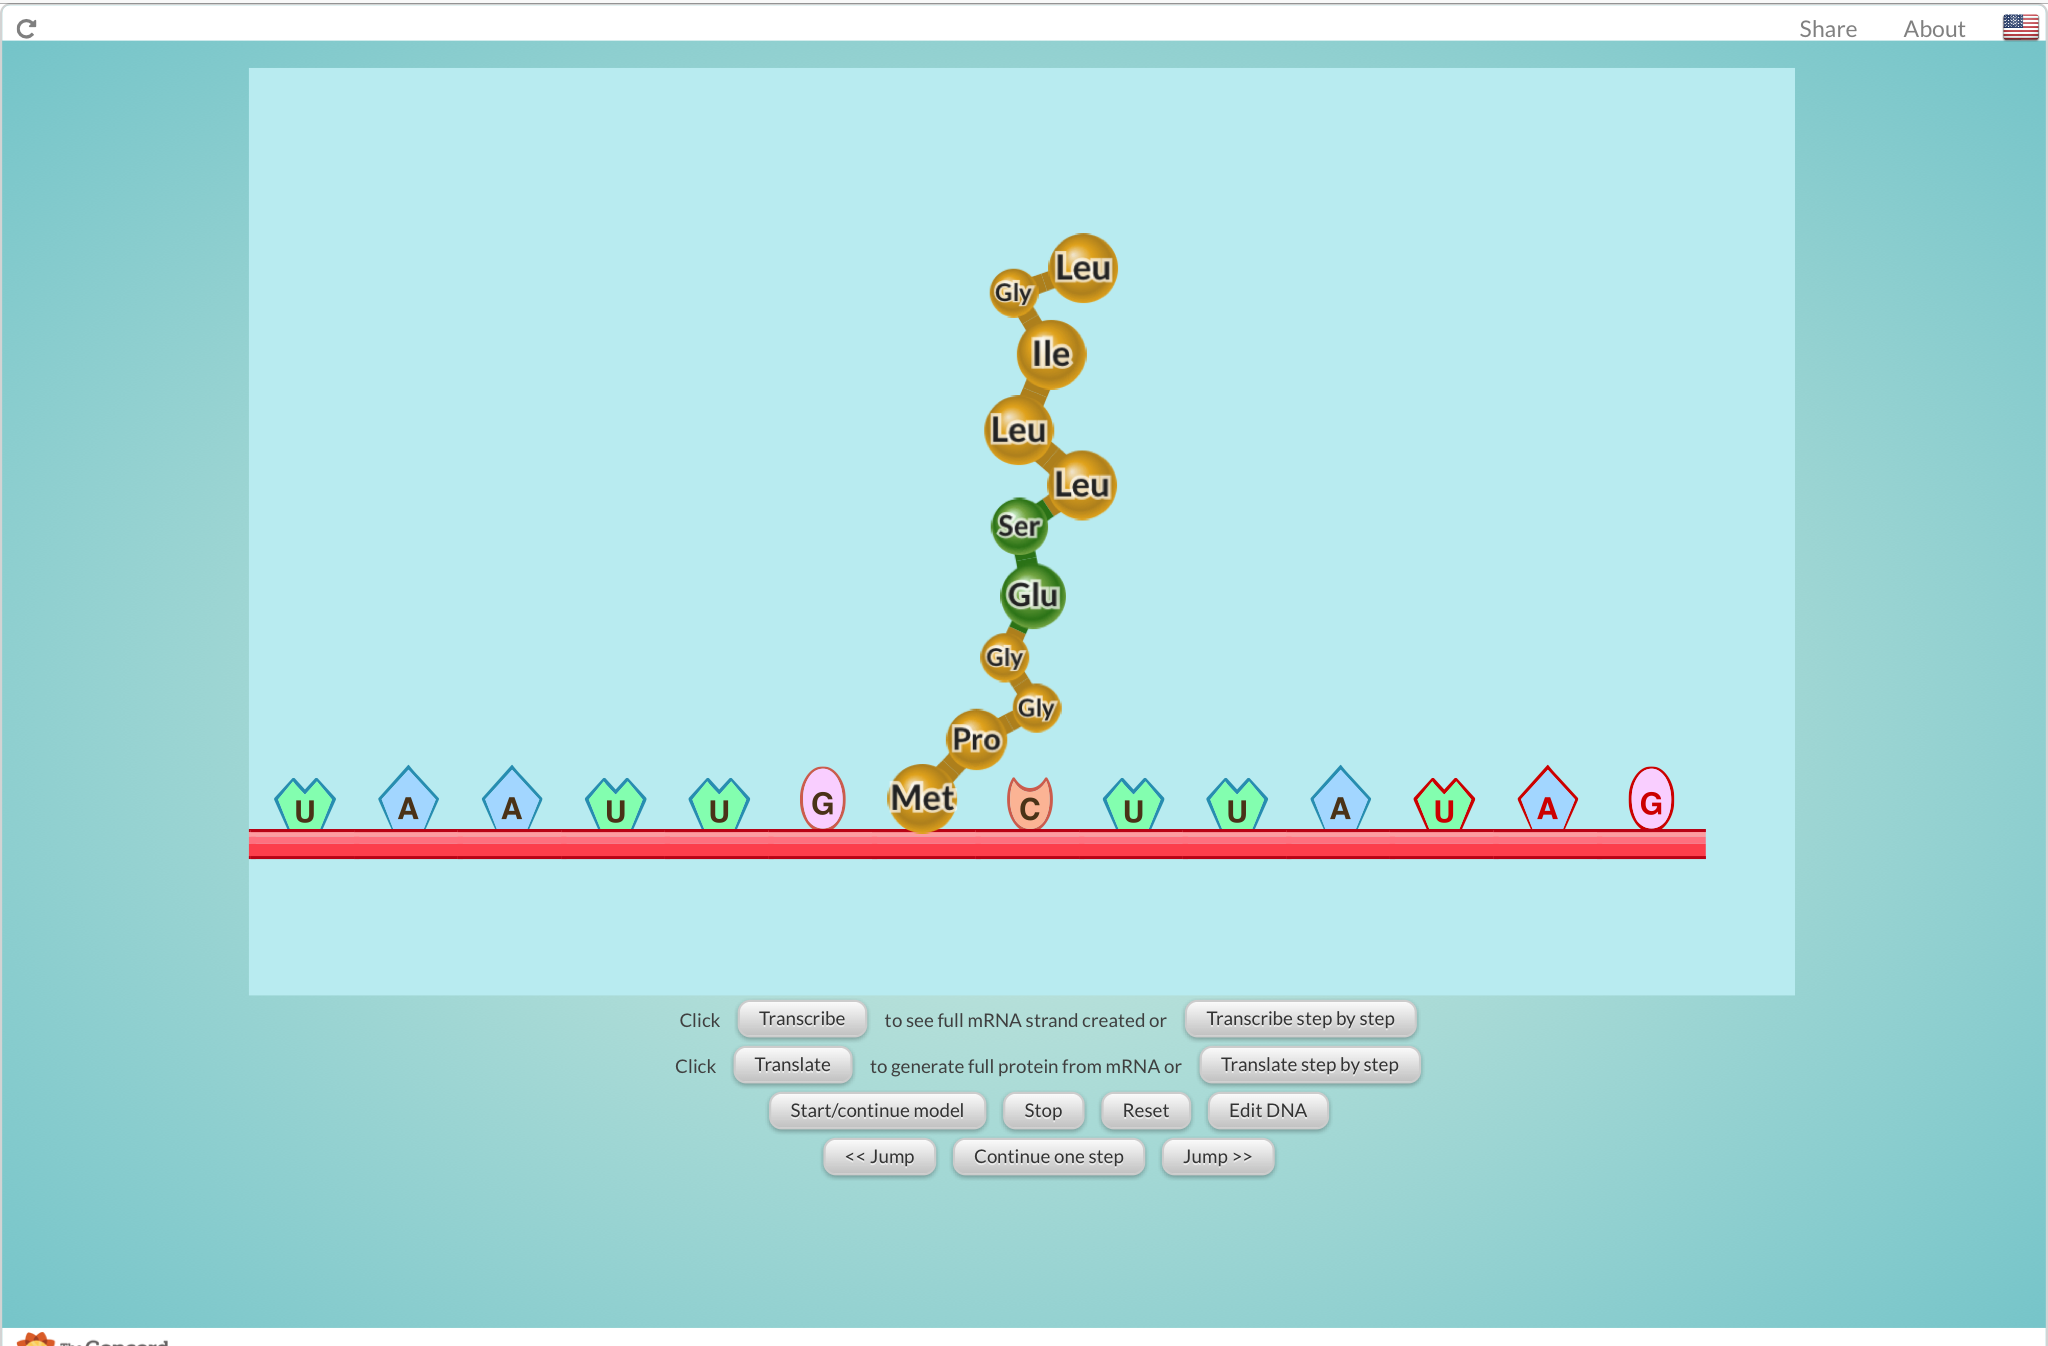 Share About
Leu
Gly
Ile
Leu
Leu
Ser
Glu
Gly
Gly
Pro
Met
U A A U U G C U U A U A G
Click Transcribe to see full mRNA strand created or Transcribe step by step
Click Translate to generate full protein from mRNA or Translate step by step
Start/continue model Stop Reset Edit DNA
<< Jump Continue one step Jump >>
Concord